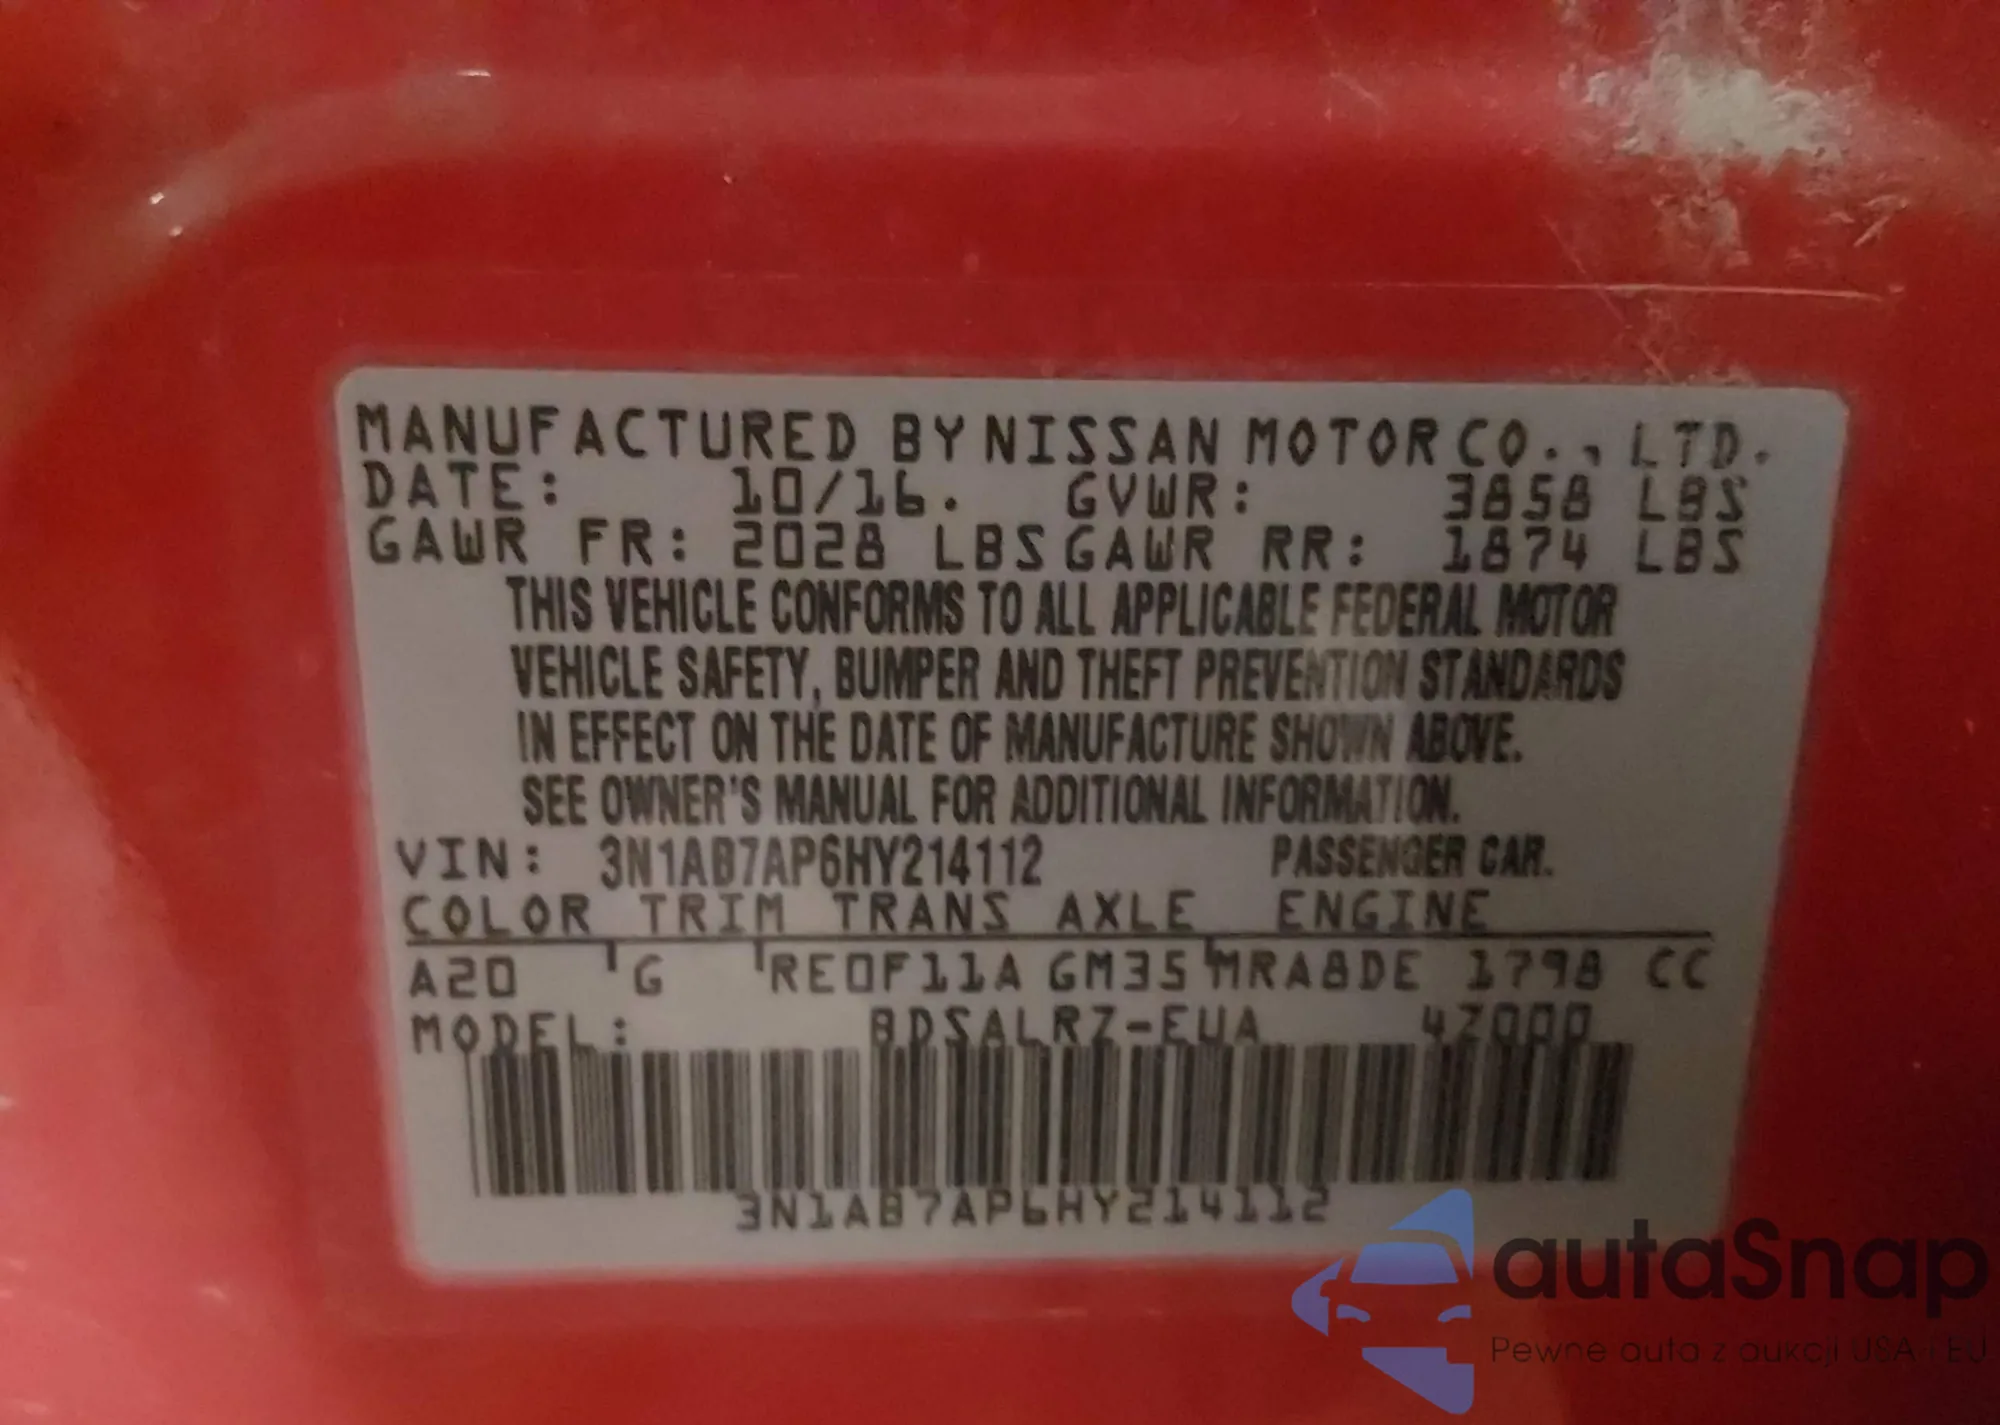 MANUFACTURED BY NISSAN MOTOR CO., LTD.
DATE: 10/16. GVWR: 3858 LBS
GAWR FR: 2028 LBS GAWR RR: 1874 LBS
THIS VEHICLE CONFORMS TO ALL APPLICABLE FEDERAL MOTOR
VEHICLE SAFETY, BUMPER AND THEFT PREVENTION STANDARDS
IN EFFECT ON THE DATE OF MANUFACTURE SHOWN ABOVE.
SEE OWNER'S MANUAL FOR ADDITIONAL INFORMATION.
VIN: 3N1AB7AP6HY214112 PASSENGER CAR.
COLOR TRIM TRANS AXLE ENGINE
A20 G RE0F11A GM35 MRA8DE 1798 CC
MODEL: BDSALRZ-EUA 4Z000
3N1AB7AP6HY214112
autaSnap
Pewne auta z aukcji USA i EU